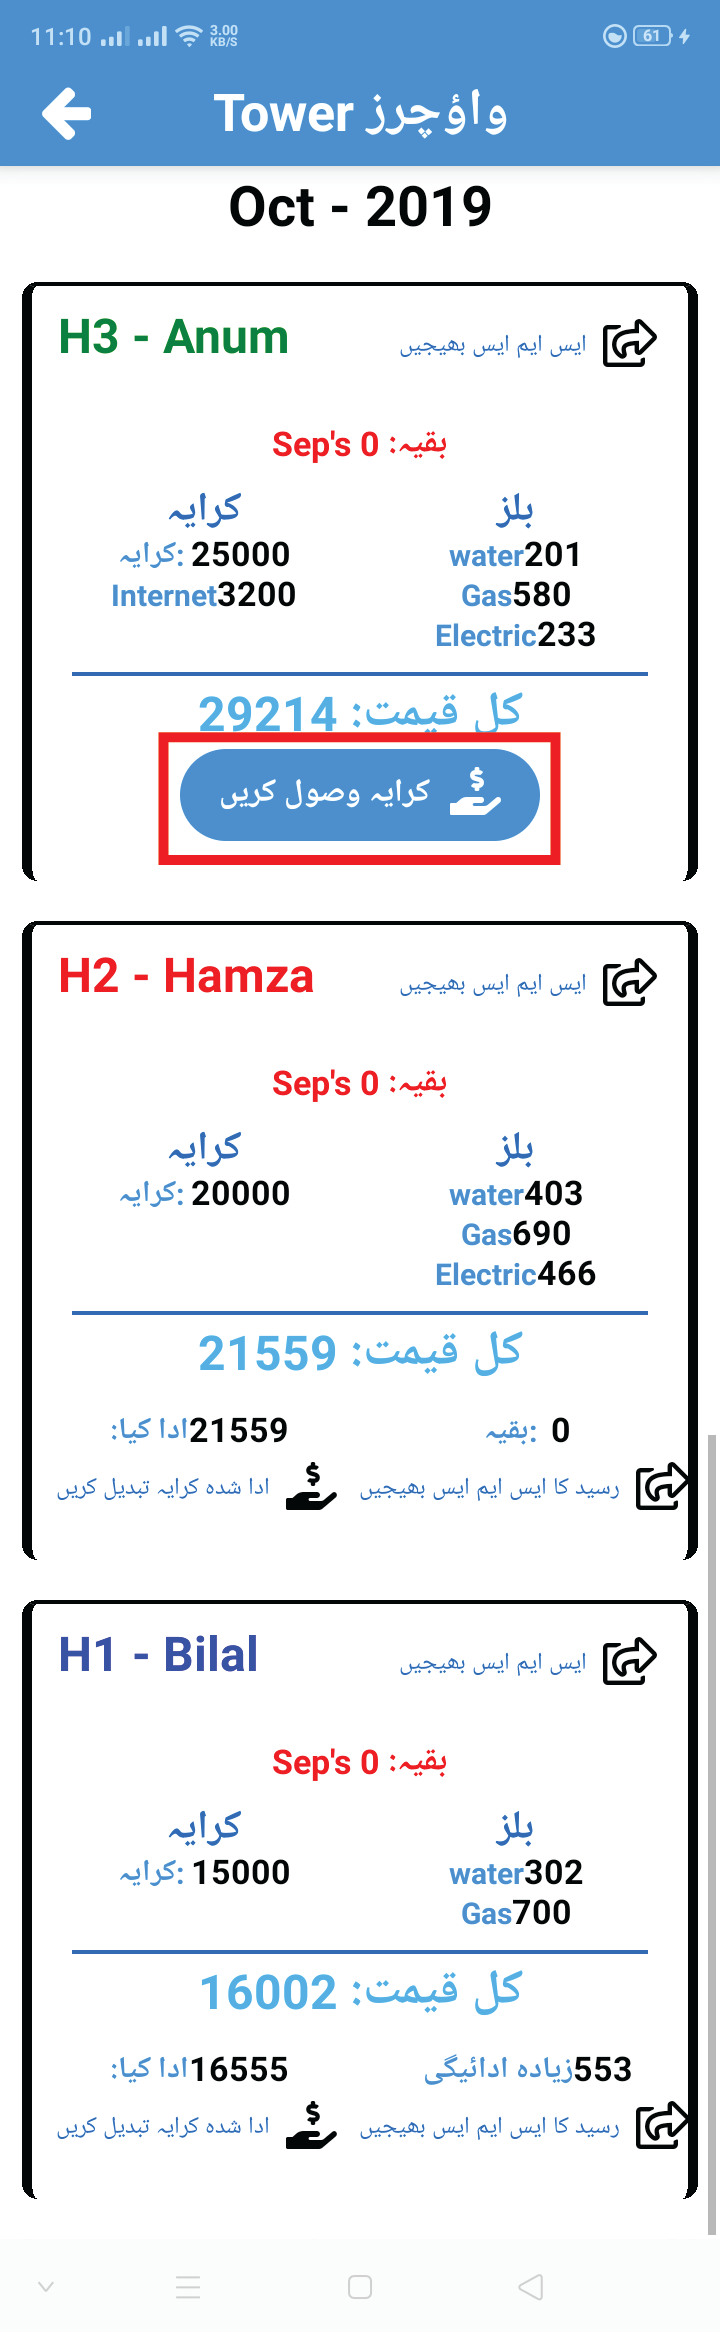 11:10 3.00 KB/S 61
Tower واؤچرز
Oct - 2019
H3 - Anum ایس ایم ایس بھیجیں
Sep's 0 :بقیہ
کرایہ بلز
کرایہ: 25000 water201
Internet3200 Gas580
Electric233
کل قیمت: 29214
کرایہ وصول کریں
H2 - Hamza ایس ایم ایس بھیجیں
Sep's 0 :بقیہ
کرایہ بلز
کرایہ: 20000 water403
Gas690
Electric466
کل قیمت: 21559
ادا کیا:21559 بقیہ: 0
ادا شدہ کرایہ تبدیل کریں رسید کا ایس ایم ایس بھیجیں
H1 - Bilal ایس ایم ایس بھیجیں
Sep's 0 :بقیہ
کرایہ بلز
کرایہ: 15000 water302
Gas700
کل قیمت: 16002
ادا کیا:16555 زیادہ ادائیگی553
ادا شدہ کرایہ تبدیل کریں رسید کا ایس ایم ایس بھیجیں